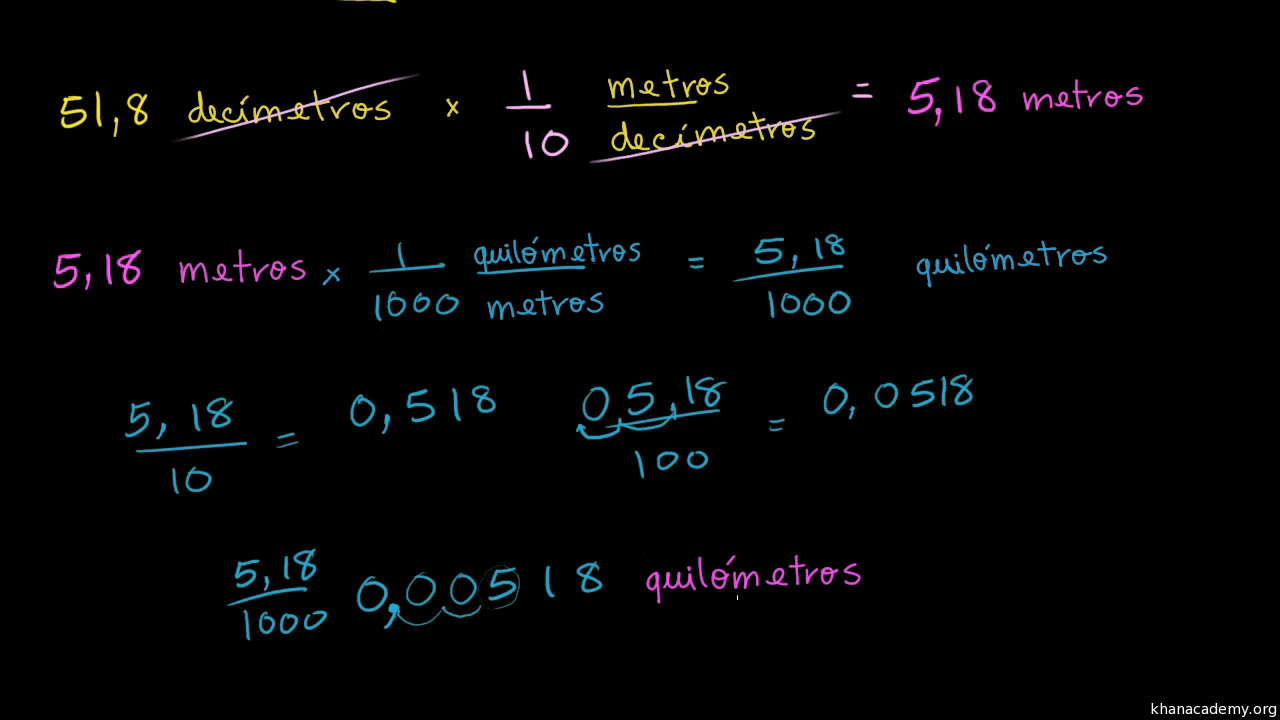 51,8 decímetros x 1/10 metros/decímetros = 5,18 metros
5,18 metros x 1/1000 quilómetros/metros = 5,18/1000 quilómetros
5,18/10 = 0,518 05,18/100 = 0,0518
5,18/1000 0,00518 quilómetros
khanacademy.org